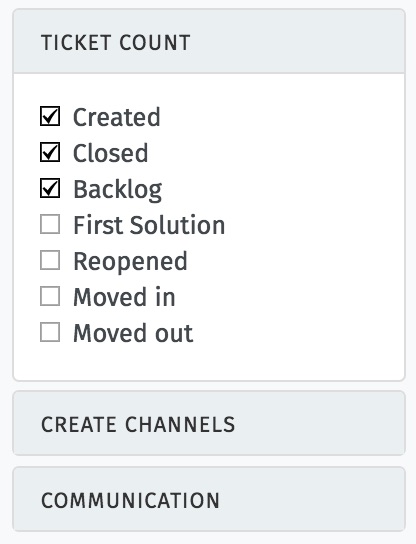 TICKET COUNT
Created
Closed
Backlog
First Solution
Reopened
Moved in
Moved out
CREATE CHANNELS
COMMUNICATION